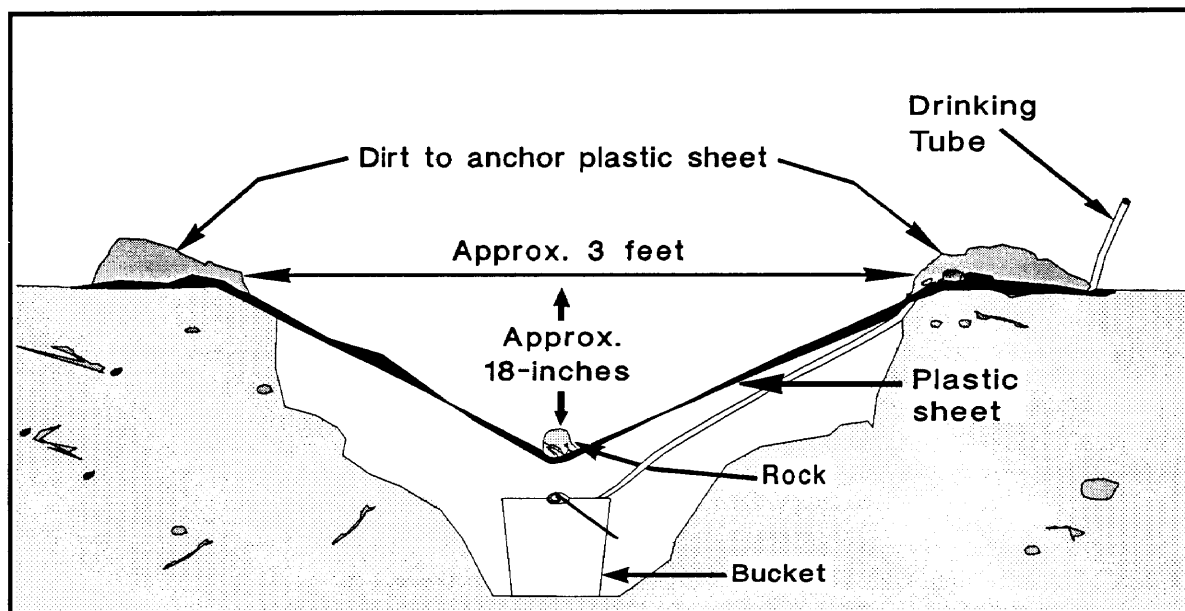 Drinking
Tube
Dirt to anchor plastic sheet
Approx. 3 feet
Approx.
18-inches
Plastic
sheet
Rock
Bucket